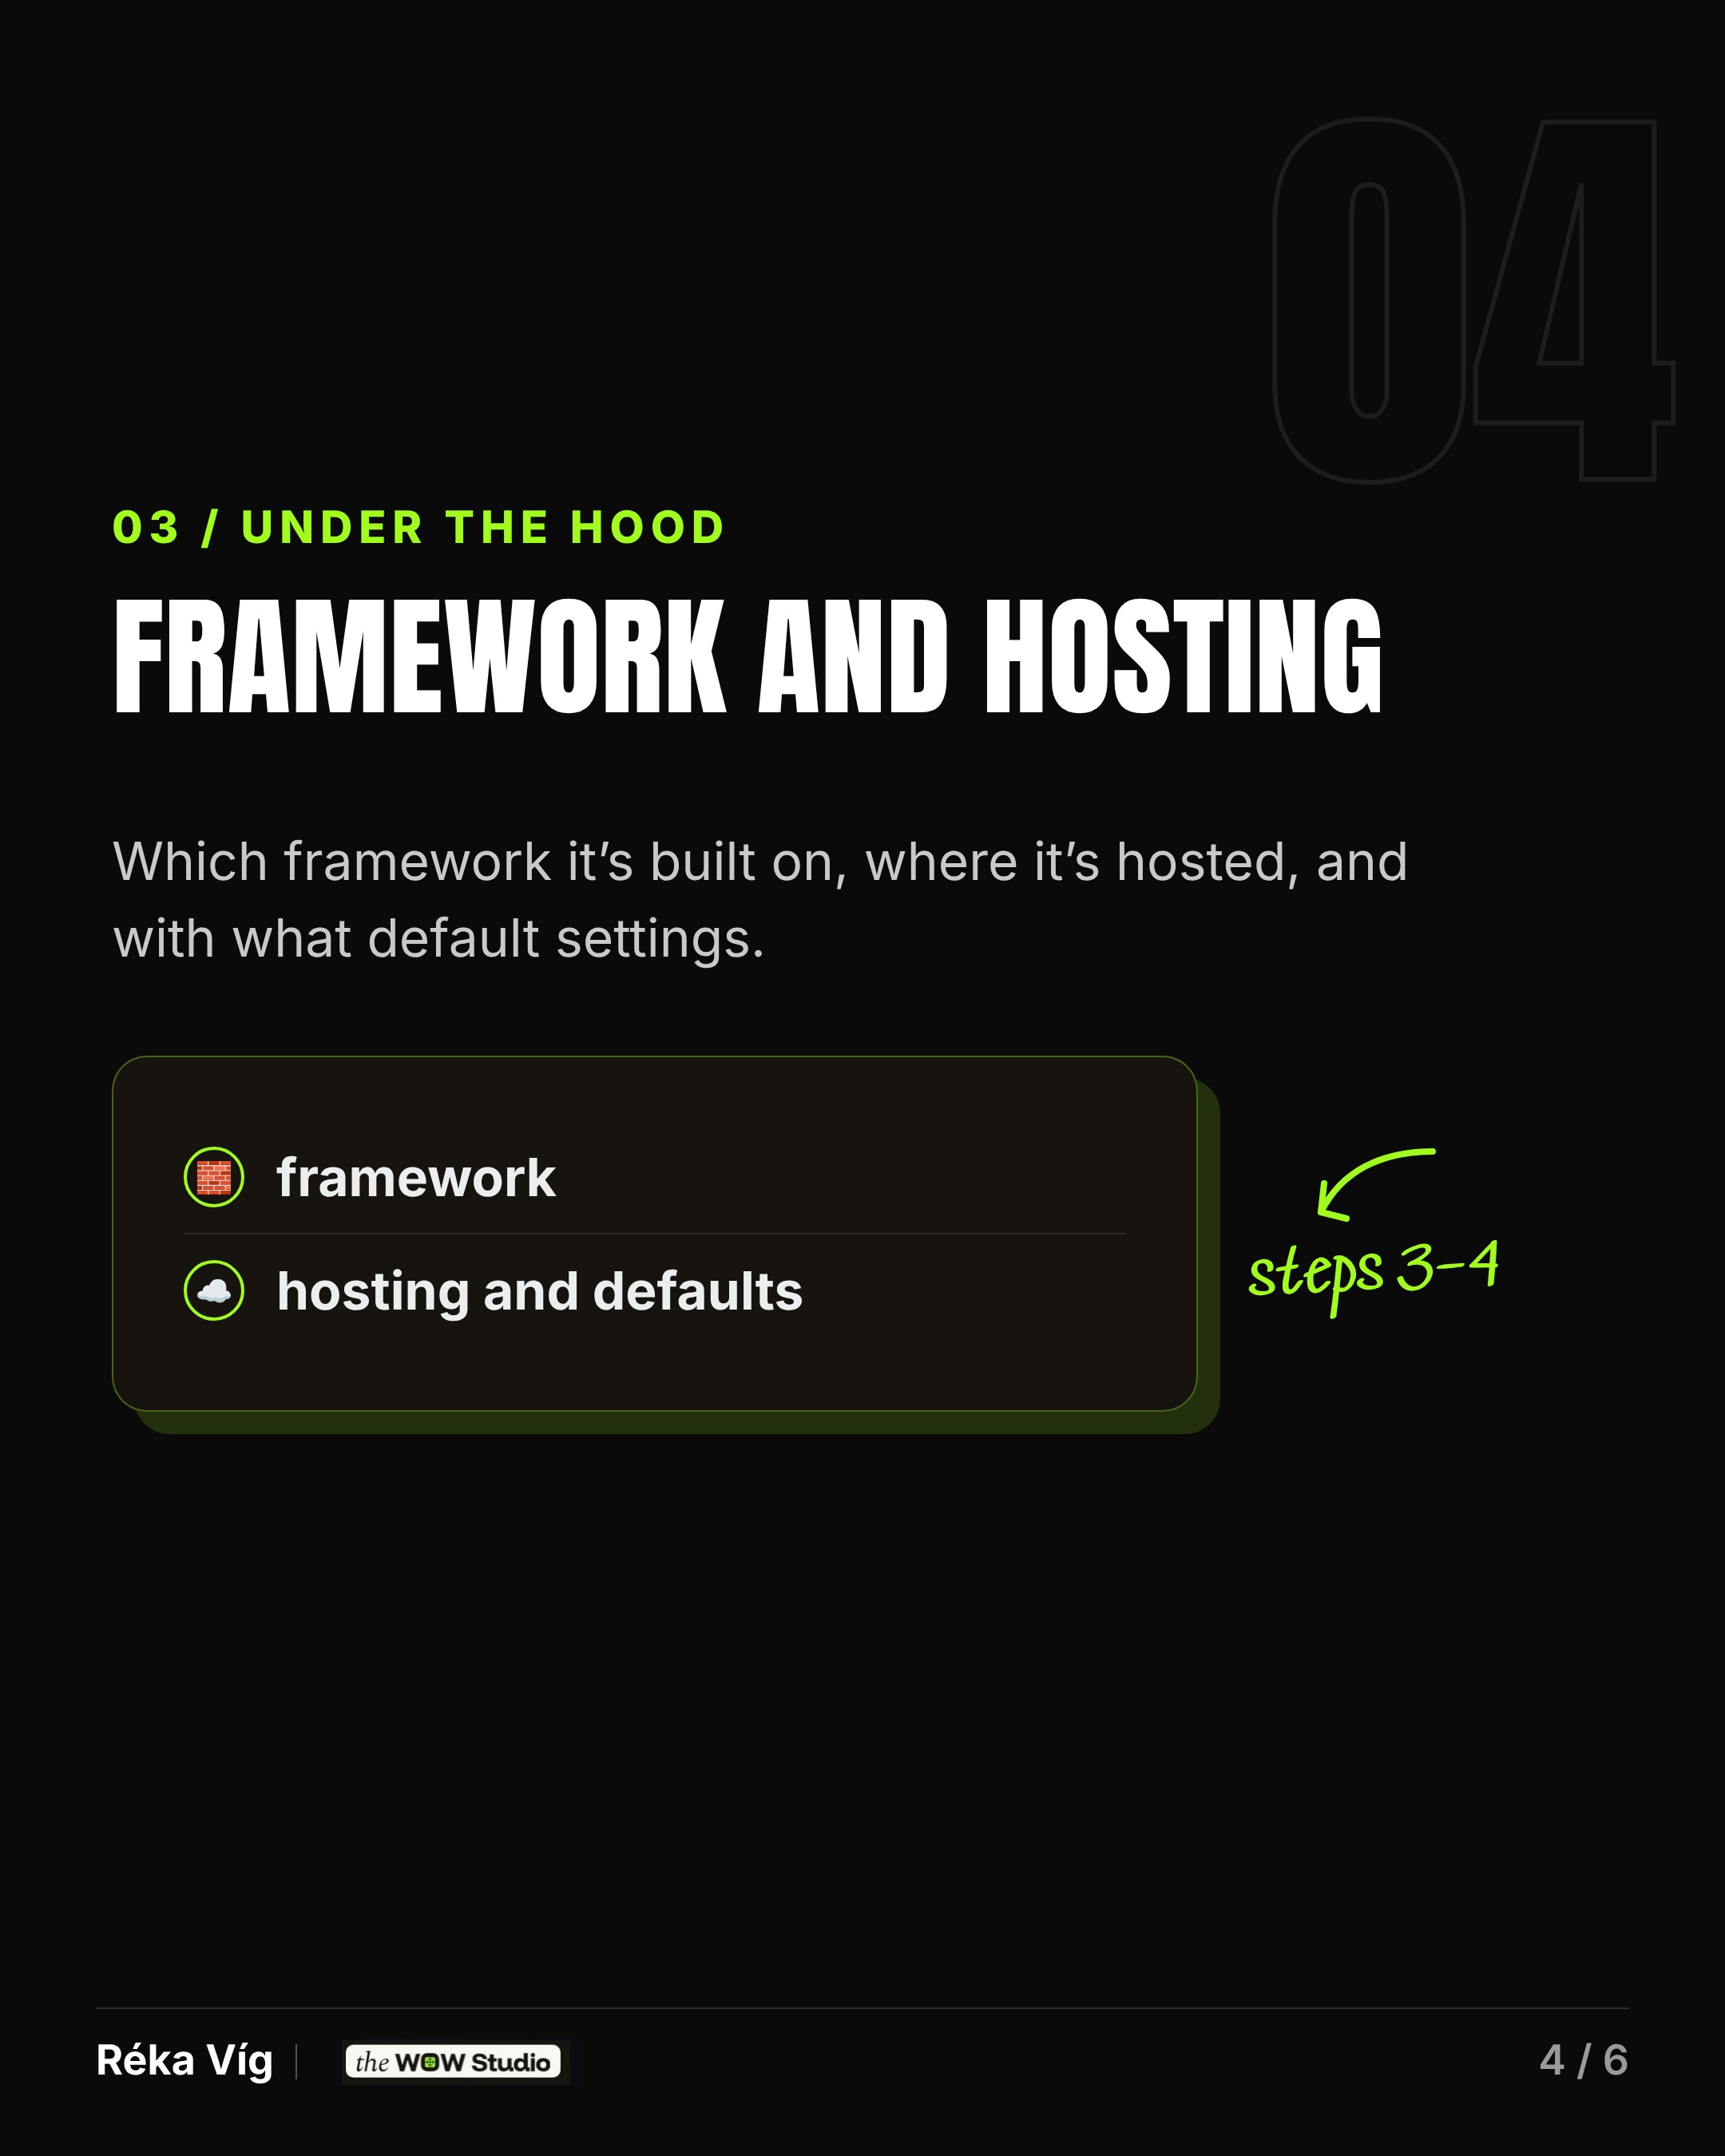 04
03 / UNDER THE HOOD
FRAMEWORK AND HOSTING
Which framework it’s built on, where it’s hosted, and
with what default settings.
framework
hosting and defaults
steps 3–4
Réka Víg
the WOW Studio
4 / 6